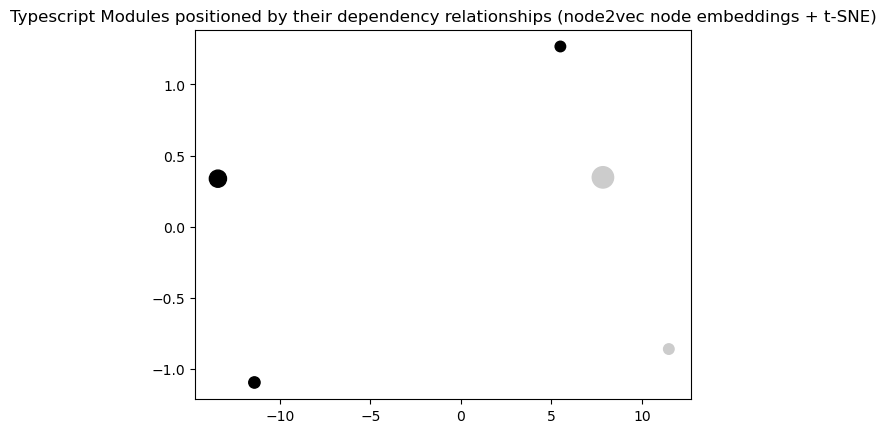 Typescript Modules positioned by their dependency relationships (node2vec node embeddings + t-SNE)
1.0
0.5
0.0
−0.5
−1.0
−10 −5 0 5 10